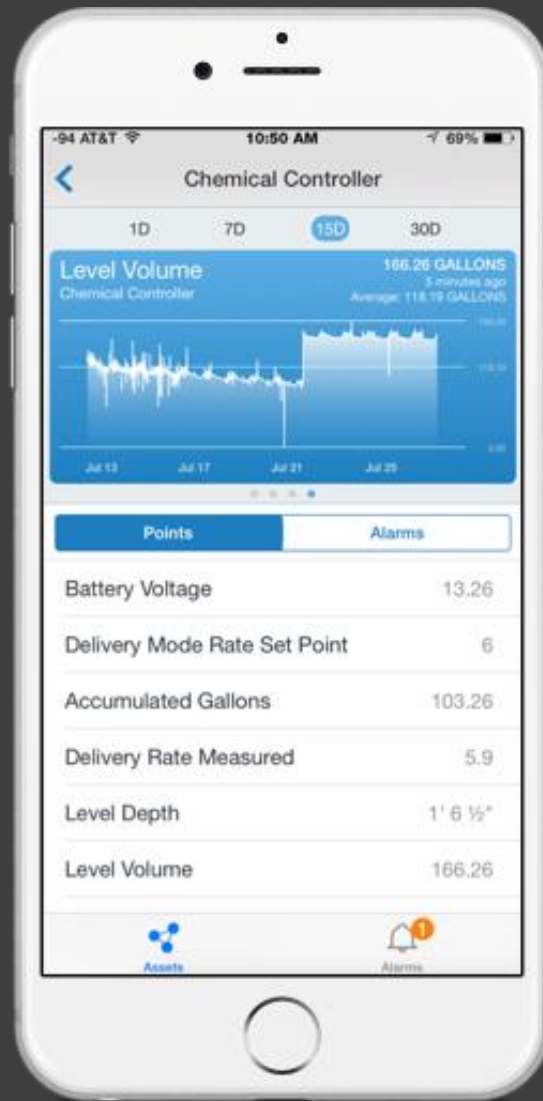 -94 AT&T 10:50 AM 69%
Chemical Controller
1D 7D 15D 30D
Level Volume 166.26 GALLONS
Chemical Controller 5 minutes ago
Average: 118.19 GALLONS
0.00
Jul 13 Jul 17 Jul 21 Jul 25
Points Alarms
Battery Voltage 13.26
Delivery Mode Rate Set Point 6
Accumulated Gallons 103.26
Delivery Rate Measured 5.9
Level Depth 1' 6 ½"
Level Volume 166.26
1
Assets Alarms